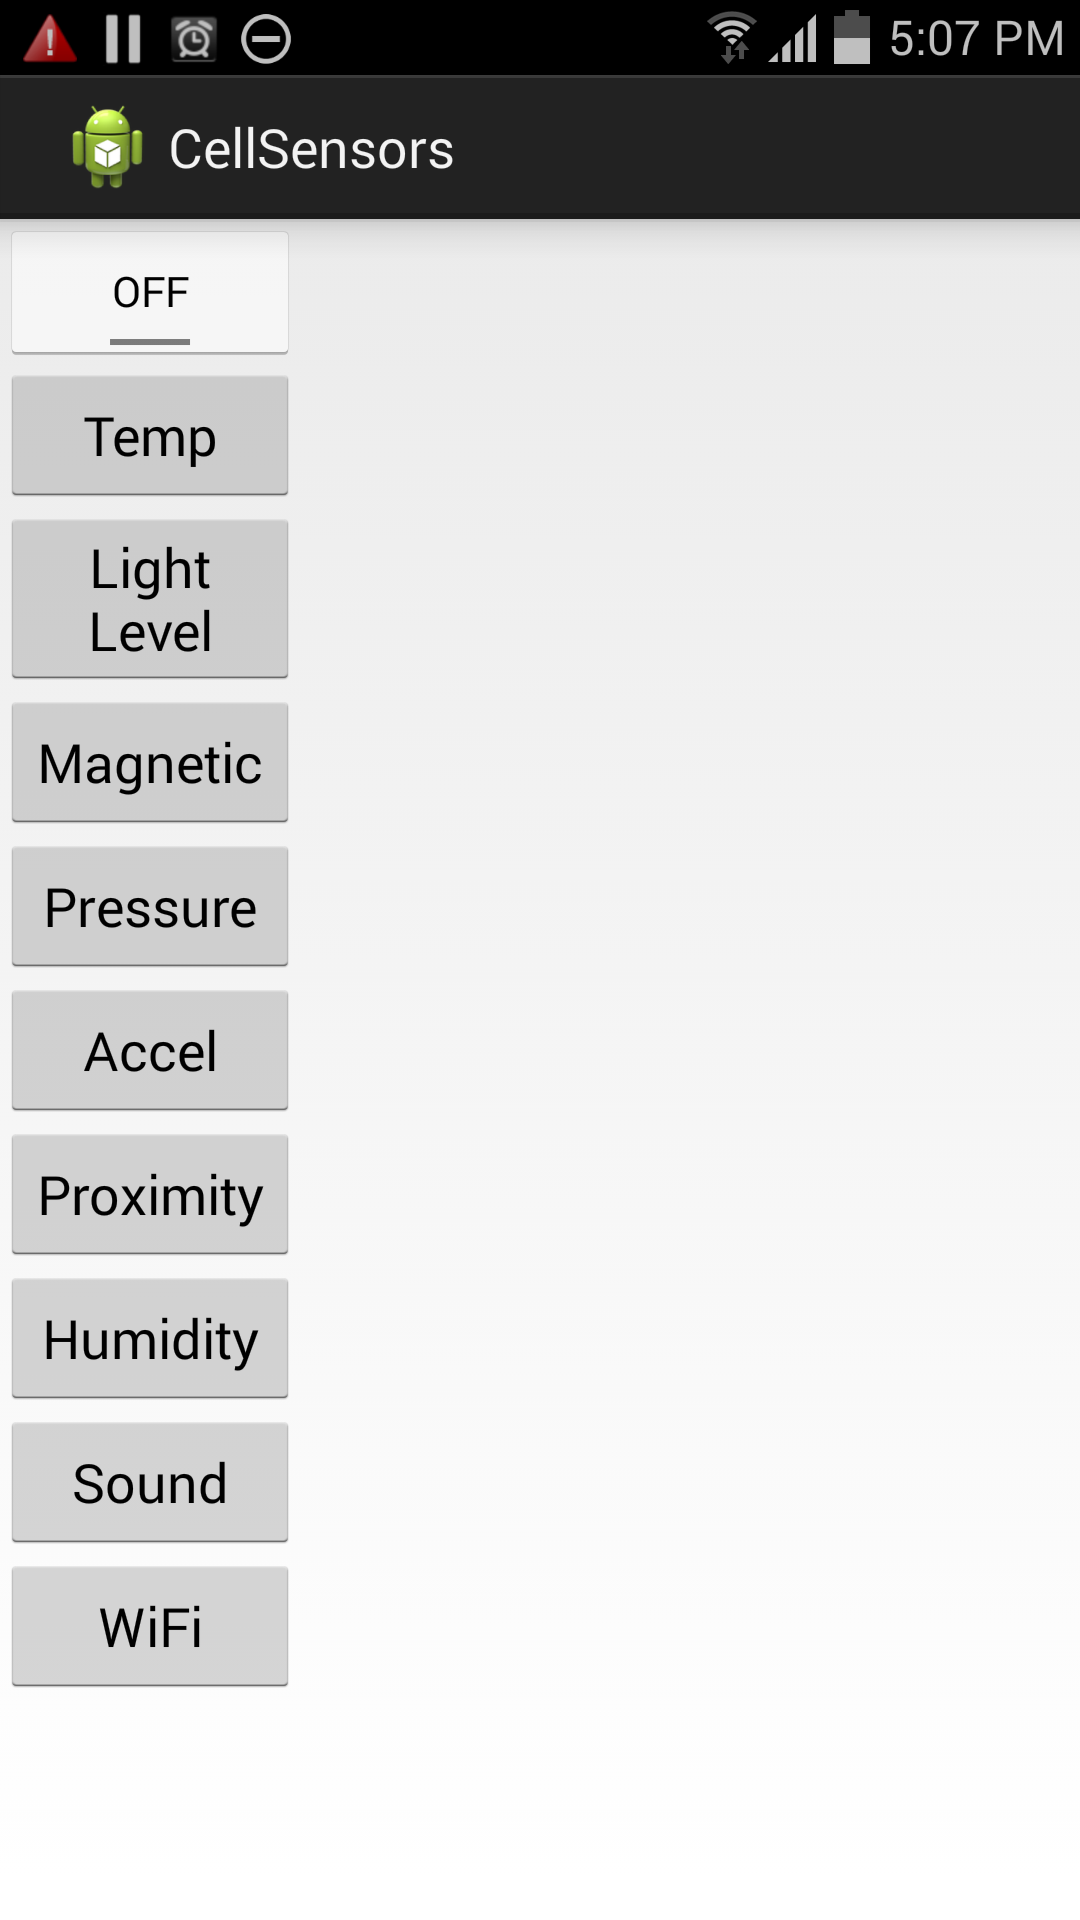 5:07 PM
CellSensors
OFF
Temp
Light
Level
Magnetic
Pressure
Accel
Proximity
Humidity
Sound
WiFi